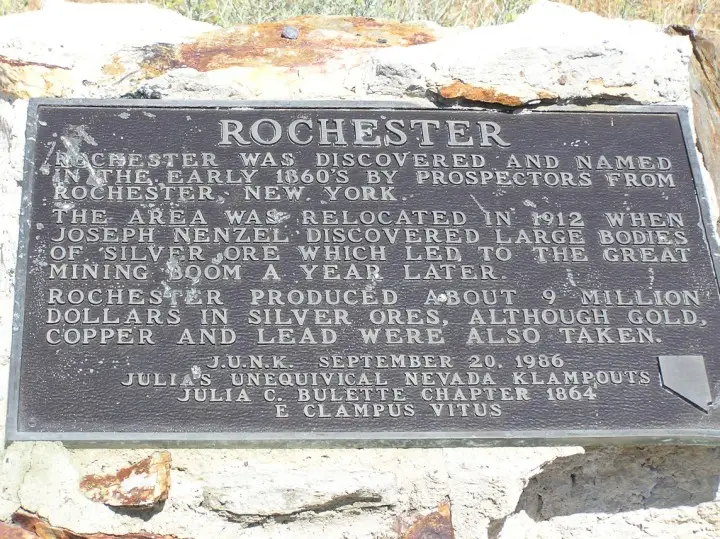 ROCHESTER
ROCHESTER WAS DISCOVERED AND NAMED
IN THE EARLY 1860'S BY PROSPECTORS FROM
ROCHESTER, NEW YORK.
THE AREA WAS RELOCATED IN 1912 WHEN
JOSEPH NENZEL DISCOVERED LARGE BODIES
OF SILVER ORE WHICH LED TO THE GREAT
MINING BOOM A YEAR LATER.
ROCHESTER PRODUCED ABOUT 9 MILLION
DOLLARS IN SILVER ORES, ALTHOUGH GOLD,
COPPER AND LEAD WERE ALSO TAKEN.
J.U.N.K. SEPTEMBER 20, 1986
JULIA'S UNEQUIVICAL NEVADA KLAMPOUTS
JULIA C. BULETTE CHAPTER 1864
E CLAMPUS VITUS